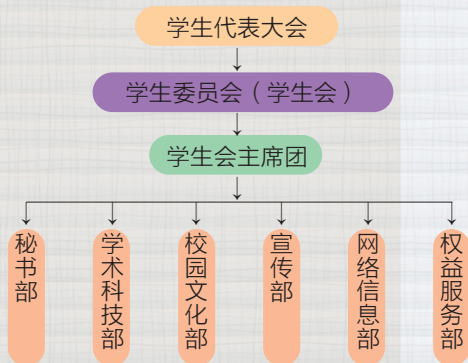 学生代表大会
学生委员会（学生会）
学生会主席团
秘书部
学术科技部
校园文化部
宣传部
网络信息部
权益服务部